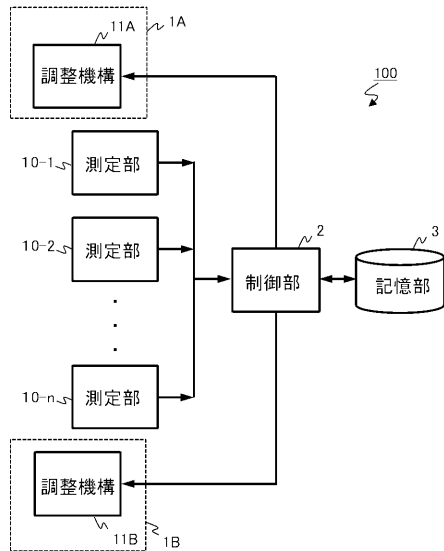 11A
1A
調整機構
100
10-1
測定部
10-2
測定部
2
制御部
3
記憶部
・
・
・
10-n
測定部
調整機構
11B
1B